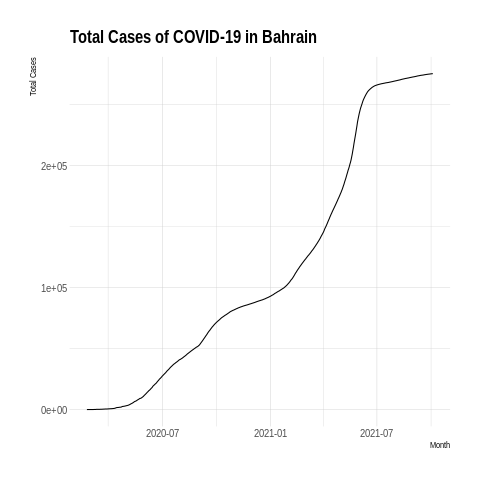 Total Cases of COVID-19 in Bahrain
Total Cases
2e+05
1e+05
0e+00
2020-07 2021-01 2021-07
Month